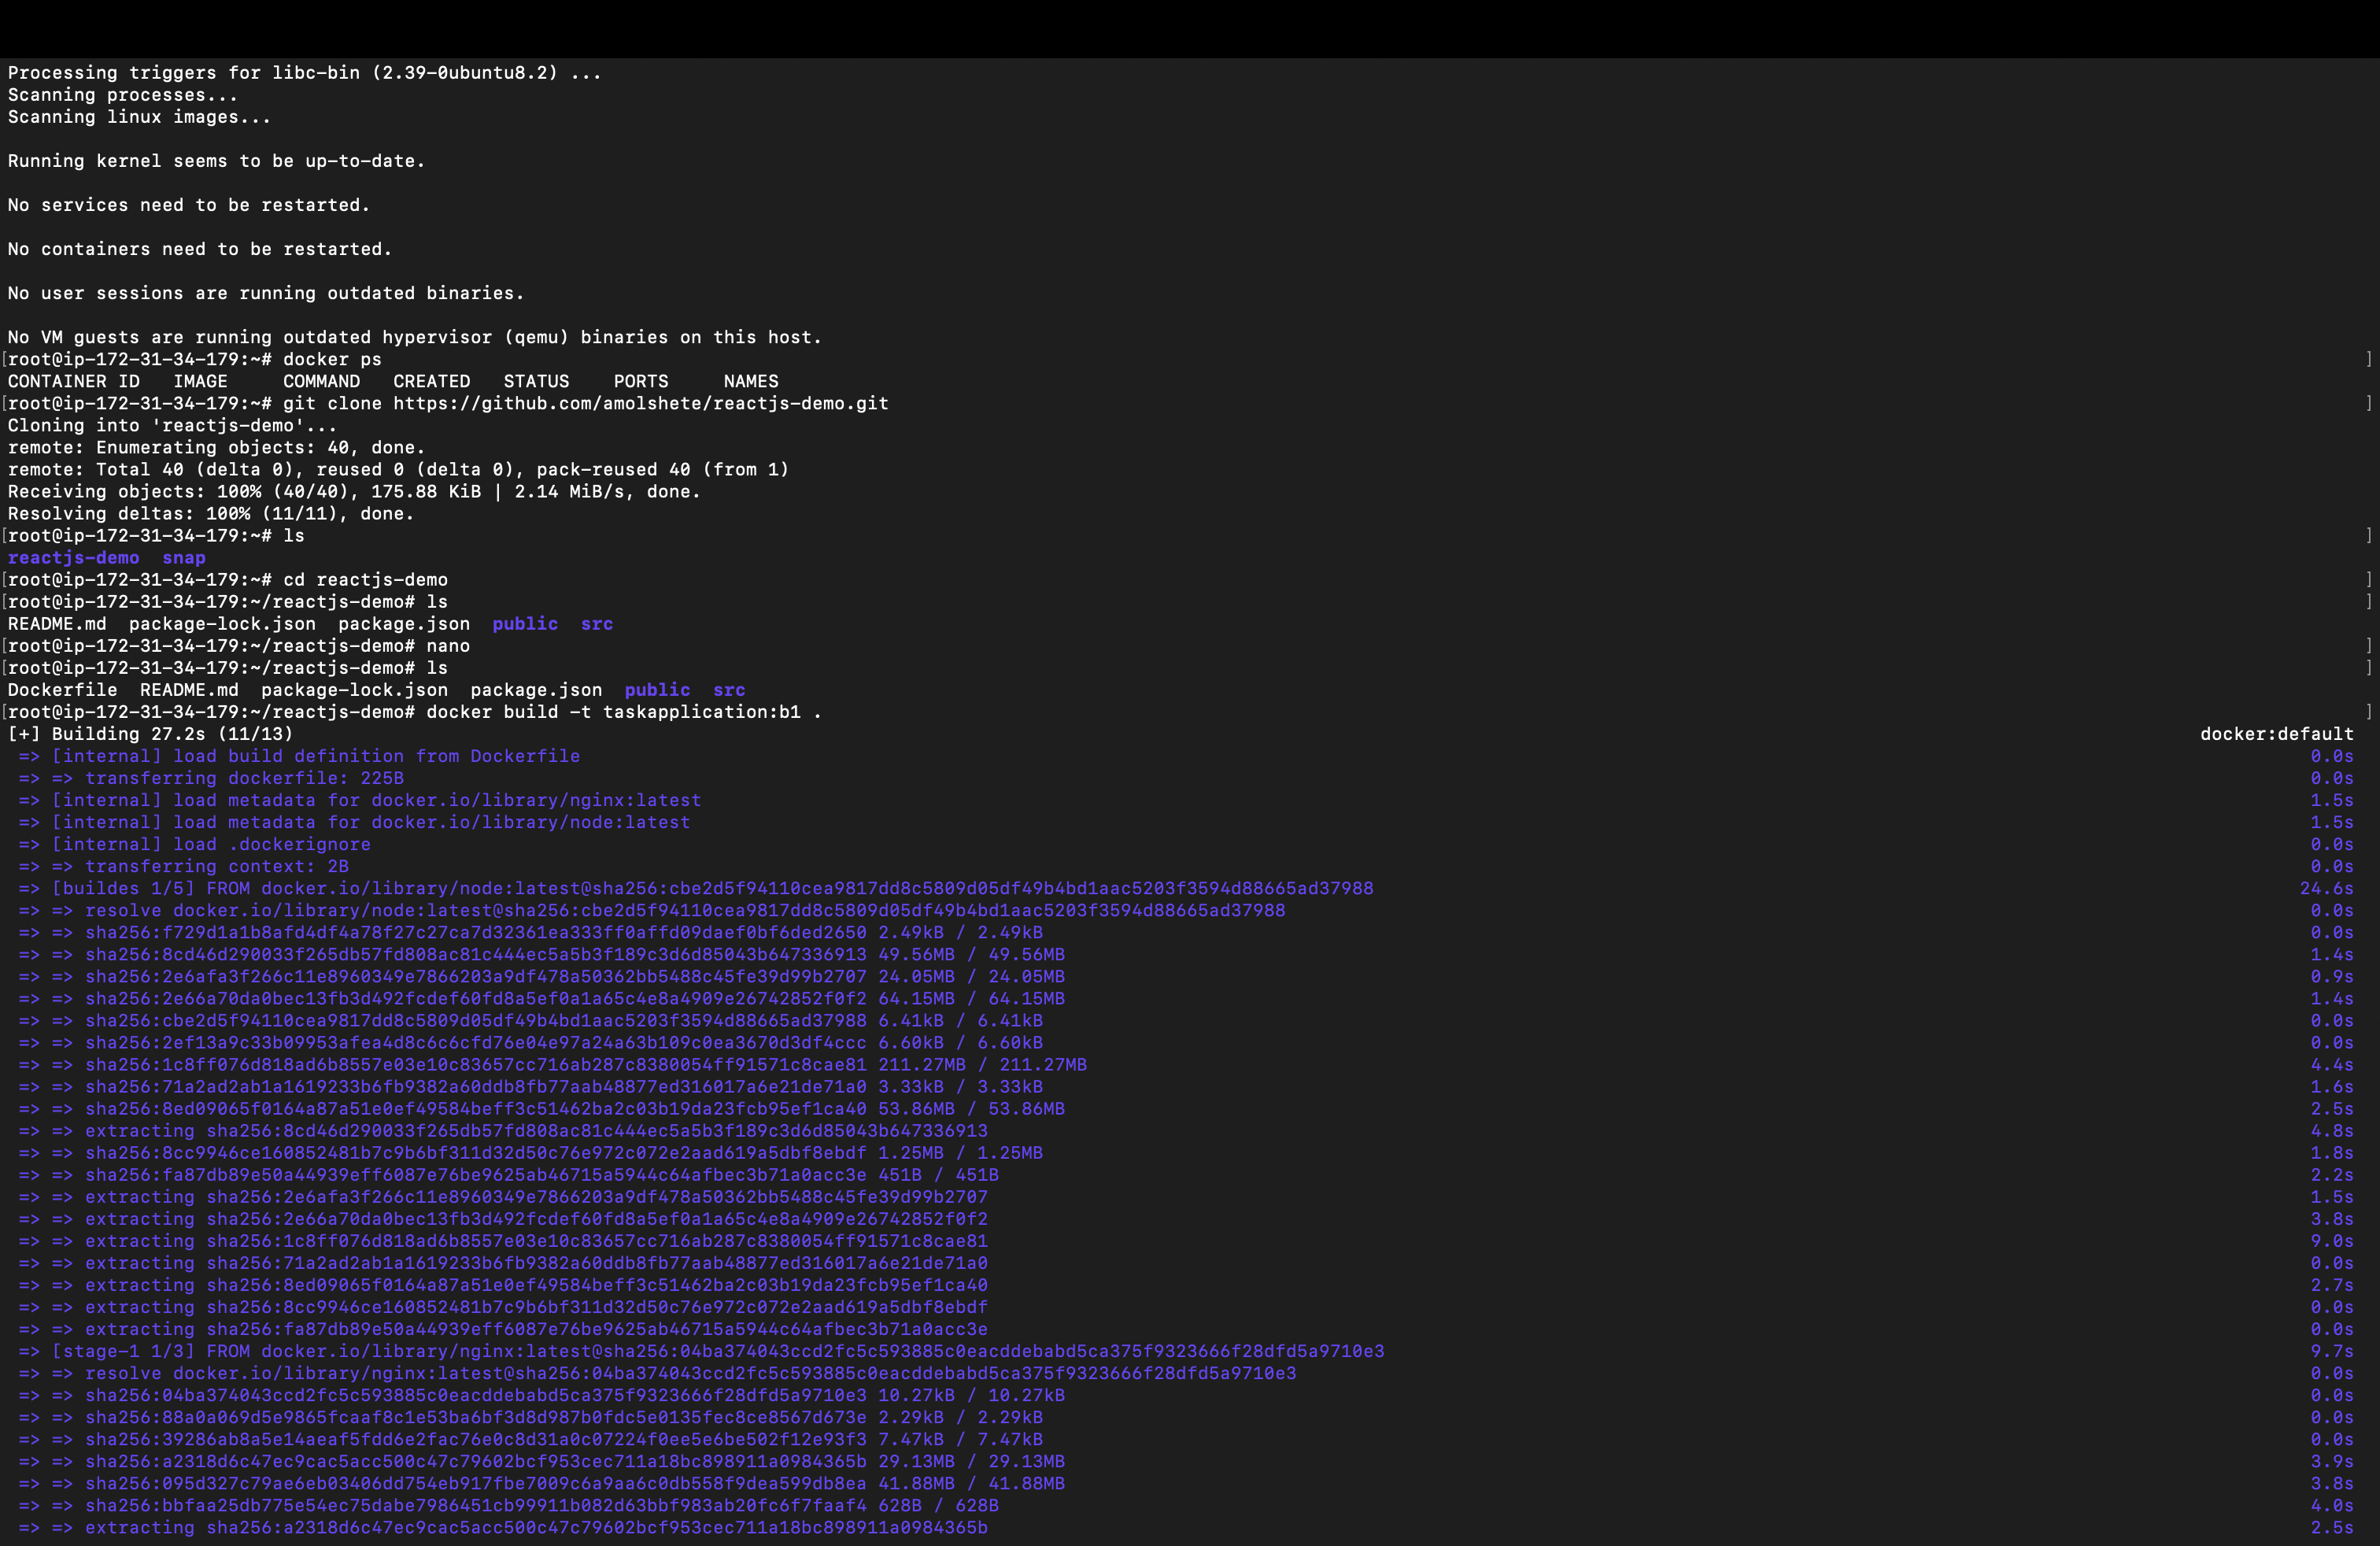 Processing triggers for libc-bin (2.39-0ubuntu8.2) ...
Scanning processes...
Scanning linux images...
Running kernel seems to be up-to-date.
No services need to be restarted.
No containers need to be restarted.
No user sessions are running outdated binaries.
No VM guests are running outdated hypervisor (qemu) binaries on this host.
[root@ip-172-31-34-179:~# docker ps ]
CONTAINER ID   IMAGE     COMMAND   CREATED   STATUS    PORTS     NAMES
[root@ip-172-31-34-179:~# git clone https://github.com/amolshete/reactjs-demo.git ]
Cloning into 'reactjs-demo'...
remote: Enumerating objects: 40, done.
remote: Total 40 (delta 0), reused 0 (delta 0), pack-reused 40 (from 1)
Receiving objects: 100% (40/40), 175.88 KiB | 2.14 MiB/s, done.
Resolving deltas: 100% (11/11), done.
[root@ip-172-31-34-179:~# ls ]
reactjs-demo  snap
[root@ip-172-31-34-179:~# cd reactjs-demo ]
[root@ip-172-31-34-179:~/reactjs-demo# ls ]
README.md  package-lock.json  package.json  public  src
[root@ip-172-31-34-179:~/reactjs-demo# nano ]
[root@ip-172-31-34-179:~/reactjs-demo# ls ]
Dockerfile  README.md  package-lock.json  package.json  public  src
[root@ip-172-31-34-179:~/reactjs-demo# docker build -t taskapplication:b1 . ]
[+] Building 27.2s (11/13) docker:default
=> [internal] load build definition from Dockerfile 0.0s
=> => transferring dockerfile: 225B 0.0s
=> [internal] load metadata for docker.io/library/nginx:latest 1.5s
=> [internal] load metadata for docker.io/library/node:latest 1.5s
=> [internal] load .dockerignore 0.0s
=> => transferring context: 2B 0.0s
=> [buildes 1/5] FROM docker.io/library/node:latest@sha256:cbe2d5f94110cea9817dd8c5809d05df49b4bd1aac5203f3594d88665ad37988 24.6s
=> => resolve docker.io/library/node:latest@sha256:cbe2d5f94110cea9817dd8c5809d05df49b4bd1aac5203f3594d88665ad37988 0.0s
=> => sha256:f729d1a1b8afd4df4a78f27c27ca7d32361ea333ff0affd09daef0bf6ded2650 2.49kB / 2.49kB 0.0s
=> => sha256:8cd46d290033f265db57fd808ac81c444ec5a5b3f189c3d6d85043b647336913 49.56MB / 49.56MB 1.4s
=> => sha256:2e6afa3f266c11e8960349e7866203a9df478a50362bb5488c45fe39d99b2707 24.05MB / 24.05MB 0.9s
=> => sha256:2e66a70da0bec13fb3d492fcdef60fd8a5ef0a1a65c4e8a4909e26742852f0f2 64.15MB / 64.15MB 1.4s
=> => sha256:cbe2d5f94110cea9817dd8c5809d05df49b4bd1aac5203f3594d88665ad37988 6.41kB / 6.41kB 0.0s
=> => sha256:2ef13a9c33b09953afea4d8c6c6cfd76e04e97a24a63b109c0ea3670d3df4ccc 6.60kB / 6.60kB 0.0s
=> => sha256:1c8ff076d818ad6b8557e03e10c83657cc716ab287c8380054ff91571c8cae81 211.27MB / 211.27MB 4.4s
=> => sha256:71a2ad2ab1a1619233b6fb9382a60ddb8fb77aab48877ed316017a6e21de71a0 3.33kB / 3.33kB 1.6s
=> => sha256:8ed09065f0164a87a51e0ef49584beff3c51462ba2c03b19da23fcb95ef1ca40 53.86MB / 53.86MB 2.5s
=> => extracting sha256:8cd46d290033f265db57fd808ac81c444ec5a5b3f189c3d6d85043b647336913 4.8s
=> => sha256:8cc9946ce160852481b7c9b6bf311d32d50c76e972c072e2aad619a5dbf8ebdf 1.25MB / 1.25MB 1.8s
=> => sha256:fa87db89e50a44939eff6087e76be9625ab46715a5944c64afbec3b71a0acc3e 451B / 451B 2.2s
=> => extracting sha256:2e6afa3f266c11e8960349e7866203a9df478a50362bb5488c45fe39d99b2707 1.5s
=> => extracting sha256:2e66a70da0bec13fb3d492fcdef60fd8a5ef0a1a65c4e8a4909e26742852f0f2 3.8s
=> => extracting sha256:1c8ff076d818ad6b8557e03e10c83657cc716ab287c8380054ff91571c8cae81 9.0s
=> => extracting sha256:71a2ad2ab1a1619233b6fb9382a60ddb8fb77aab48877ed316017a6e21de71a0 0.0s
=> => extracting sha256:8ed09065f0164a87a51e0ef49584beff3c51462ba2c03b19da23fcb95ef1ca40 2.7s
=> => extracting sha256:8cc9946ce160852481b7c9b6bf311d32d50c76e972c072e2aad619a5dbf8ebdf 0.0s
=> => extracting sha256:fa87db89e50a44939eff6087e76be9625ab46715a5944c64afbec3b71a0acc3e 0.0s
=> [stage-1 1/3] FROM docker.io/library/nginx:latest@sha256:04ba374043ccd2fc5c593885c0eacddebabd5ca375f9323666f28dfd5a9710e3 9.7s
=> => resolve docker.io/library/nginx:latest@sha256:04ba374043ccd2fc5c593885c0eacddebabd5ca375f9323666f28dfd5a9710e3 0.0s
=> => sha256:04ba374043ccd2fc5c593885c0eacddebabd5ca375f9323666f28dfd5a9710e3 10.27kB / 10.27kB 0.0s
=> => sha256:88a0a069d5e9865fcaaf8c1e53ba6bf3d8d987b0fdc5e0135fec8ce8567d673e 2.29kB / 2.29kB 0.0s
=> => sha256:39286ab8a5e14aeaf5fdd6e2fac76e0c8d31a0c07224f0ee5e6be502f12e93f3 7.47kB / 7.47kB 0.0s
=> => sha256:a2318d6c47ec9cac5acc500c47c79602bcf953cec711a18bc898911a0984365b 29.13MB / 29.13MB 3.9s
=> => sha256:095d327c79ae6eb03406dd754eb917fbe7009c6a9aa6c0db558f9dea599db8ea 41.88MB / 41.88MB 3.8s
=> => sha256:bbfaa25db775e54ec75dabe7986451cb99911b082d63bbf983ab20fc6f7faaf4 628B / 628B 4.0s
=> => extracting sha256:a2318d6c47ec9cac5acc500c47c79602bcf953cec711a18bc898911a0984365b 2.5s